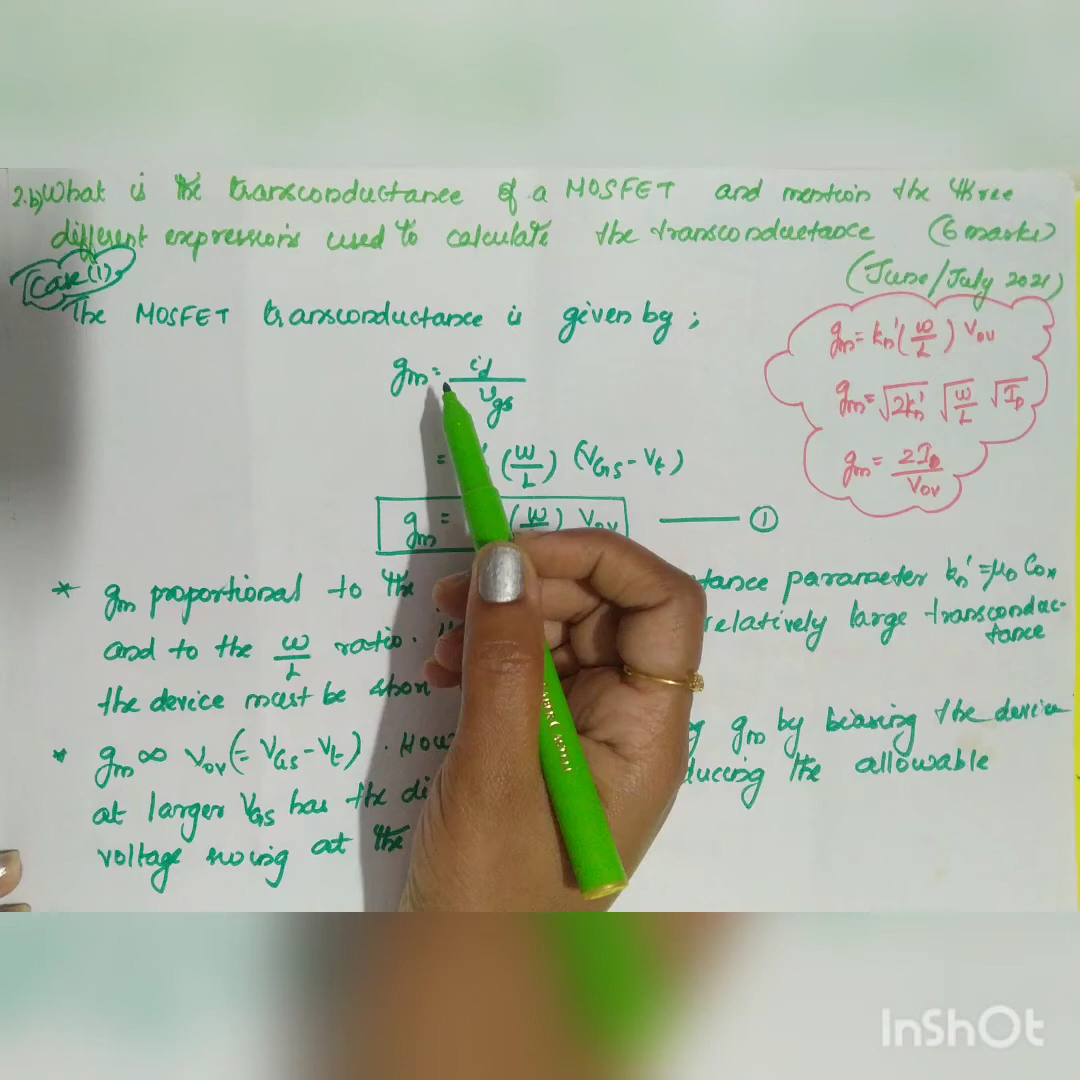 2.b) What is the transconductance of a MOSFET and mention the three
different expressions used to calculate the transconductance (6 marks)
(June/July 2021)
Case (1)
The MOSFET transconductance is given by;
gm = id / vgs
= (W/L) (VGS - Vt)
gm = (W/L) VOV ——— ①
gm = kn' (W/L) VOV
gm = √2kn' √W/L √ID
gm = 2ID / VOV
* gm proportional to the tance parameter kn' = μn Cox
and to the W/L ratio. relatively large transconduc-
tance
the device must be shor
* gm ∝ VOV (= VGS - Vt). How gm by biasing the device
at larger VGS has the di ducing the allowable
voltage swing at the
InShOt